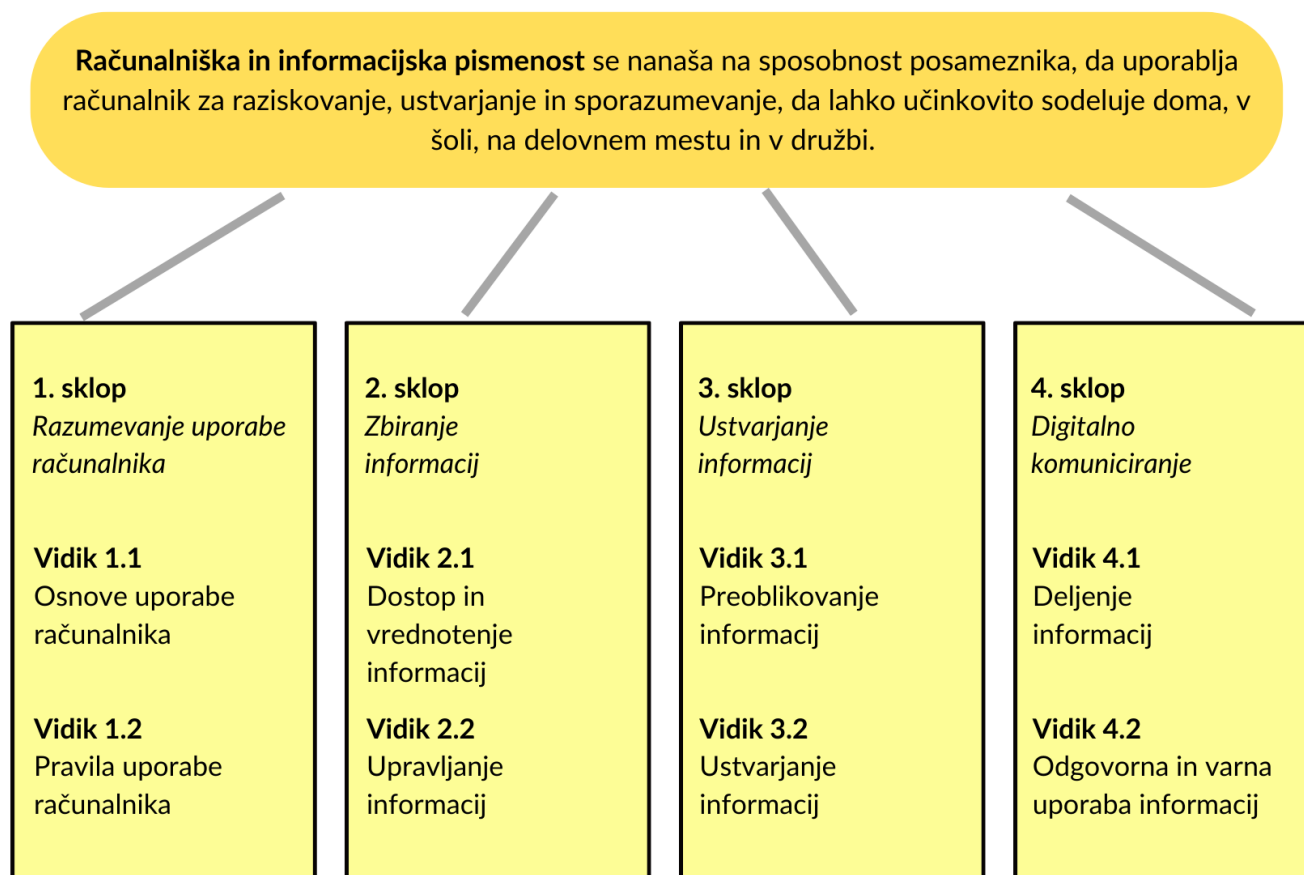 Računalniška in informacijska pismenost se nanaša na sposobnost posameznika, da uporablja
računalnik za raziskovanje, ustvarjanje in sporazumevanje, da lahko učinkovito sodeluje doma, v
šoli, na delovnem mestu in v družbi.
1. sklop
Razumevanje uporabe
računalnika
Vidik 1.1
Osnove uporabe
računalnika
Vidik 1.2
Pravila uporabe
računalnika
2. sklop
Zbiranje
informacij
Vidik 2.1
Dostop in
vrednotenje
informacij
Vidik 2.2
Upravljanje
informacij
3. sklop
Ustvarjanje
informacij
Vidik 3.1
Preoblikovanje
informacij
Vidik 3.2
Ustvarjanje
informacij
4. sklop
Digitalno
komuniciranje
Vidik 4.1
Deljenje
informacij
Vidik 4.2
Odgovorna in varna
uporaba informacij